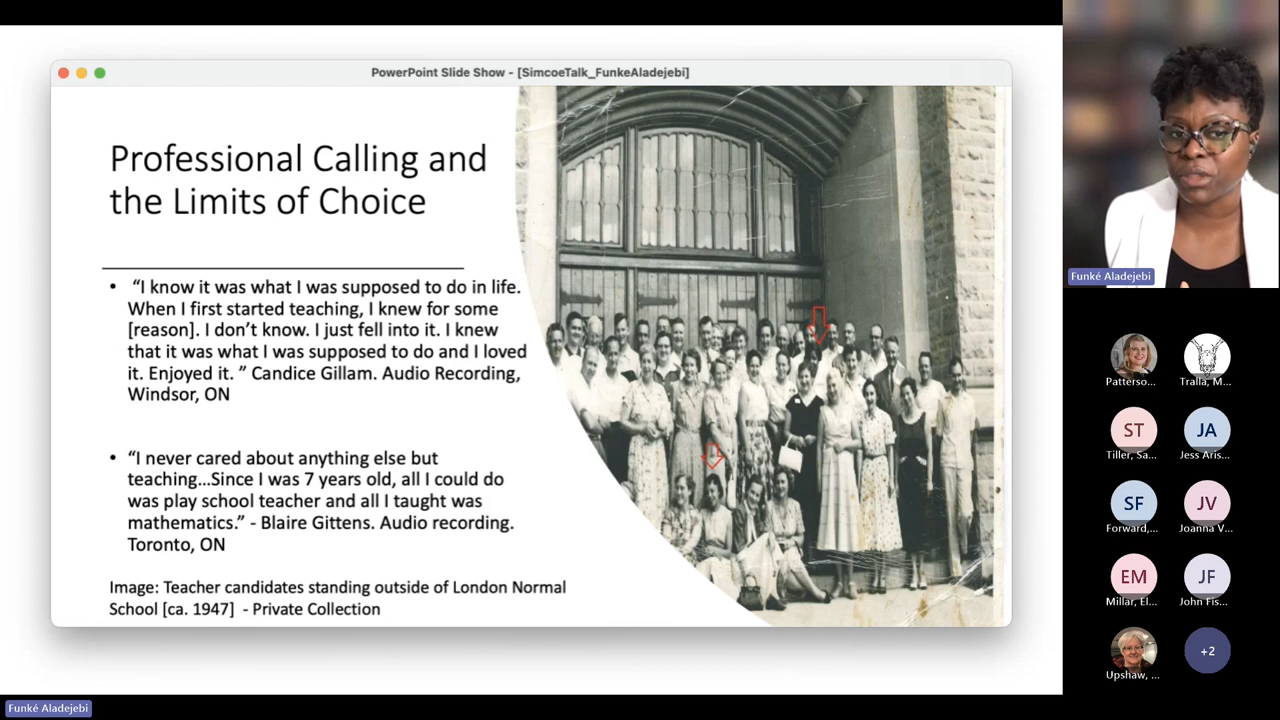 PowerPoint Slide Show - [SimcoeTalk_FunkeAladejebi]
Professional Calling and
the Limits of Choice
• “I know it was what I was supposed to do in life.
When I first started teaching, I knew for some
[reason]. I don’t know. I just fell into it. I knew
that it was what I was supposed to do and I loved
it. Enjoyed it. ” Candice Gillam. Audio Recording,
Windsor, ON
• “I never cared about anything else but
teaching...Since I was 7 years old, all I could do
was play school teacher and all I taught was
mathematics.” - Blaire Gittens. Audio recording.
Toronto, ON
Image: Teacher candidates standing outside of London Normal
School [ca. 1947]  - Private Collection
Funké Aladejebi
Patterso...
Tralla, M...
ST
JA
Tiller, Sa...
Jess Aris...
SF
JV
Forward,...
Joanna V...
EM
JF
Millar, El...
John Fis...
Upshaw, ...
+2
Funké Aladejebi